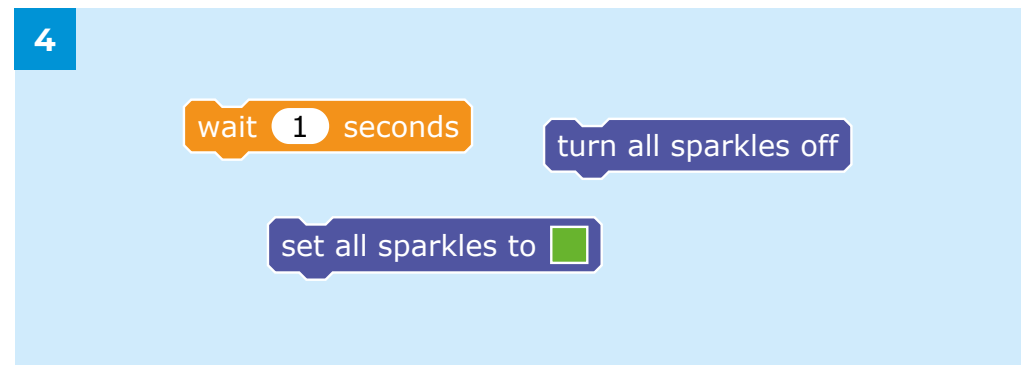 4
wait 1 seconds
turn all sparkles off
set all sparkles to